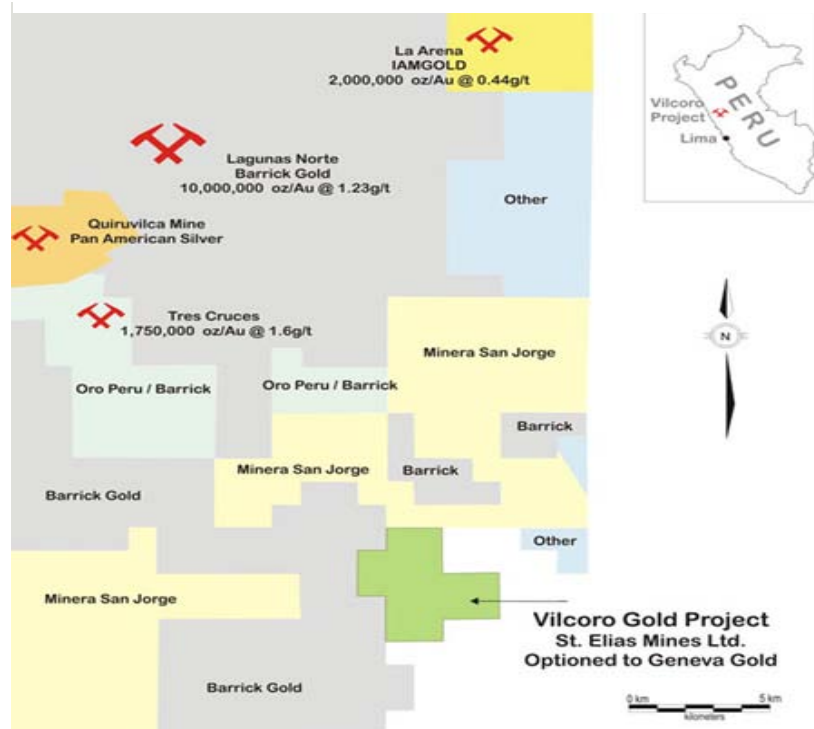 La Arena
IAMGOLD
2,000,000 oz/Au @ 0.44g/t
Vilcoro
Project
PERU
Lima
Lagunas Norte
Barrick Gold
10,000,000 oz/Au @ 1.23g/t
Other
Quiruvilca Mine
Pan American Silver
Tres Cruces
1,750,000 oz/Au @ 1.6g/t
N
Minera San Jorge
Oro Peru / Barrick
Oro Peru / Barrick
Barrick
Minera San Jorge
Barrick
Barrick Gold
Other
Minera San Jorge
Vilcoro Gold Project
St. Elias Mines Ltd.
Optioned to Geneva Gold
Barrick Gold
0 km
5 km
kilometers